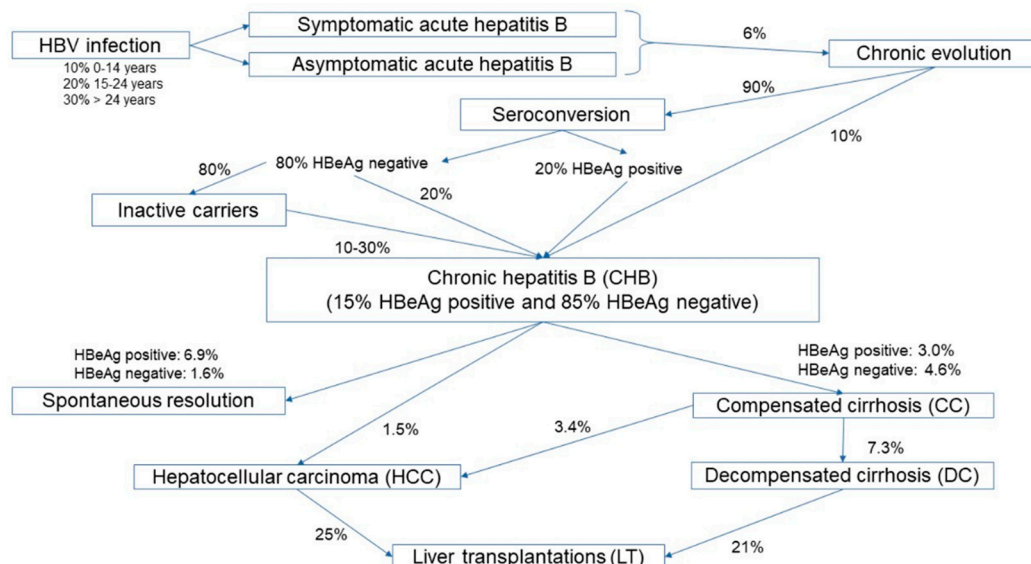 Symptomatic acute hepatitis B
HBV infection
6%
Chronic evolution
Asymptomatic acute hepatitis B
10% 0-14 years
20% 15-24 years
30% > 24 years
90%
Seroconversion
10%
80%
80% HBeAg negative
20% HBeAg positive
20%
Inactive carriers
10-30%
Chronic hepatitis B (CHB)
(15% HBeAg positive and 85% HBeAg negative)
HBeAg positive: 6.9%
HBeAg negative: 1.6%
HBeAg positive: 3.0%
HBeAg negative: 4.6%
Spontaneous resolution
Compensated cirrhosis (CC)
1.5%
3.4%
7.3%
Hepatocellular carcinoma (HCC)
Decompensated cirrhosis (DC)
25%
21%
Liver transplantations (LT)